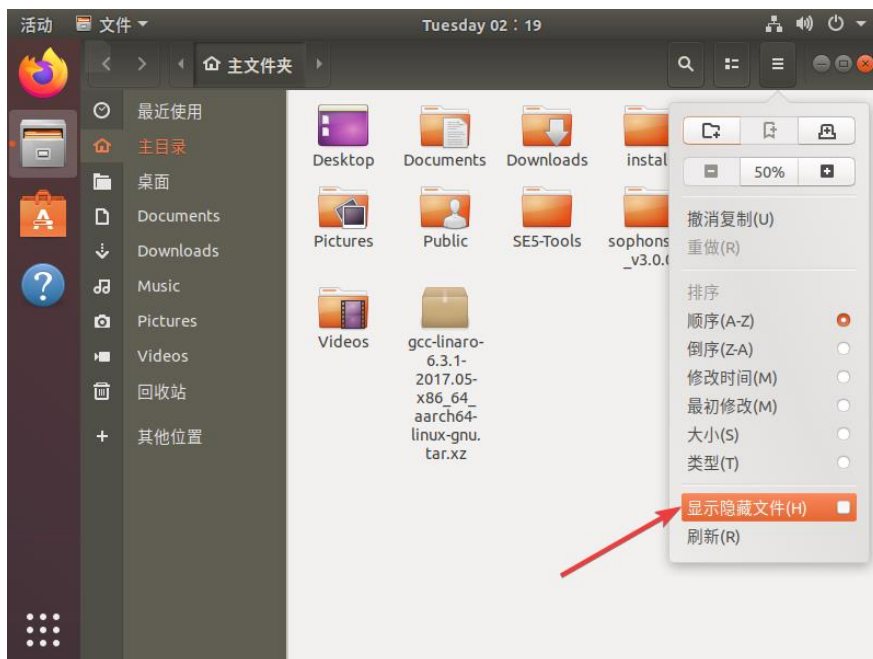 活动 文件 Tuesday 02：19
主文件夹
最近使用
主目录
桌面
Documents
Downloads
Music
Pictures
Videos
回收站
其他位置
Desktop Documents Downloads instal
Pictures Public SE5-Tools sophons
_v3.0.0
Videos gcc-linaro-
6.3.1-
2017.05-
x86_64_
aarch64-
linux-gnu.
tar.xz
50%
撤消复制(U)
重做(R)
排序
顺序(A-Z)
倒序(Z-A)
修改时间(M)
最初修改(M)
大小(S)
类型(T)
显示隐藏文件(H)
刷新(R)